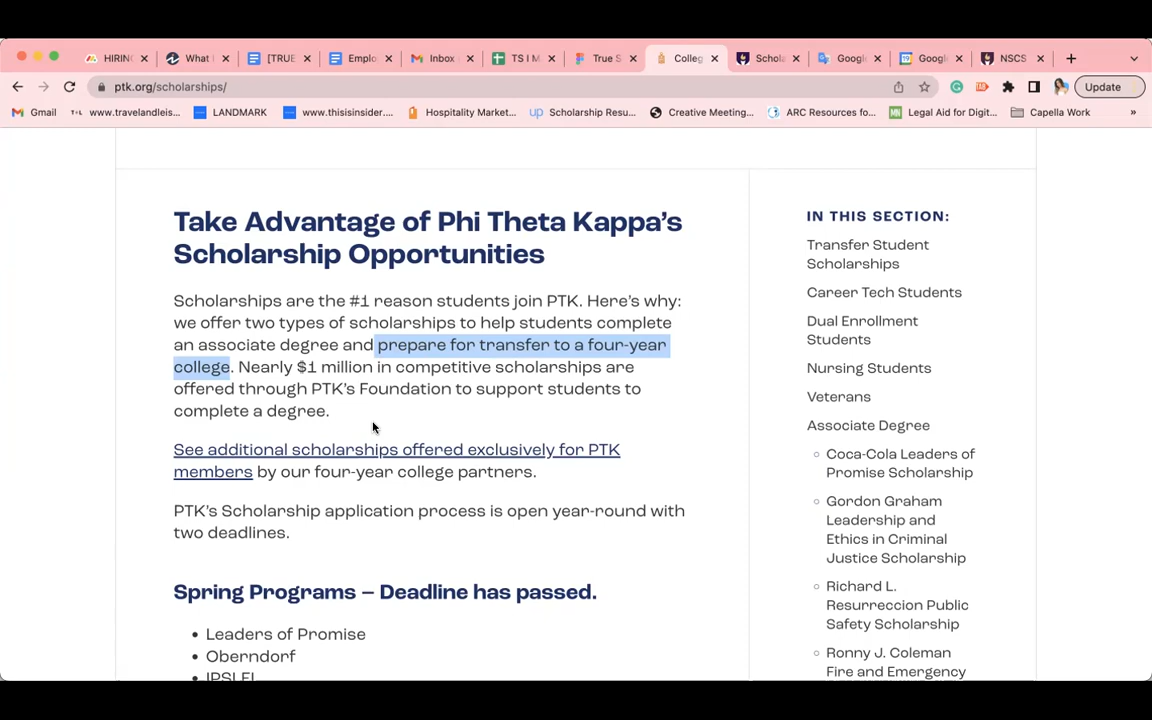 HIRING
What
[TRUE
Emplo
Inbox
TS I M
True S
Colleg
Schola
Googl
Googl
NSCS
ptk.org/scholarships/
Update
Gmail
www.travelandleis...
LANDMARK
www.thisisinsider....
Hospitality Market...
Scholarship Resu...
Creative Meeting...
ARC Resources fo...
Legal Aid for Digit...
Capella Work
»
Take Advantage of Phi Theta Kappa's
Scholarship Opportunities
Scholarships are the #1 reason students join PTK. Here's why:
we offer two types of scholarships to help students complete
an associate degree and prepare for transfer to a four-year
college. Nearly $1 million in competitive scholarships are
offered through PTK's Foundation to support students to
complete a degree.
See additional scholarships offered exclusively for PTK
members by our four-year college partners.
PTK's Scholarship application process is open year-round with
two deadlines.
Spring Programs – Deadline has passed.
• Leaders of Promise
• Oberndorf
• IPSLEI
IN THIS SECTION:
Transfer Student
Scholarships
Career Tech Students
Dual Enrollment
Students
Nursing Students
Veterans
Associate Degree
Coca-Cola Leaders of
Promise Scholarship
Gordon Graham
Leadership and
Ethics in Criminal
Justice Scholarship
Richard L.
Resurreccion Public
Safety Scholarship
Ronny J. Coleman
Fire and Emergency